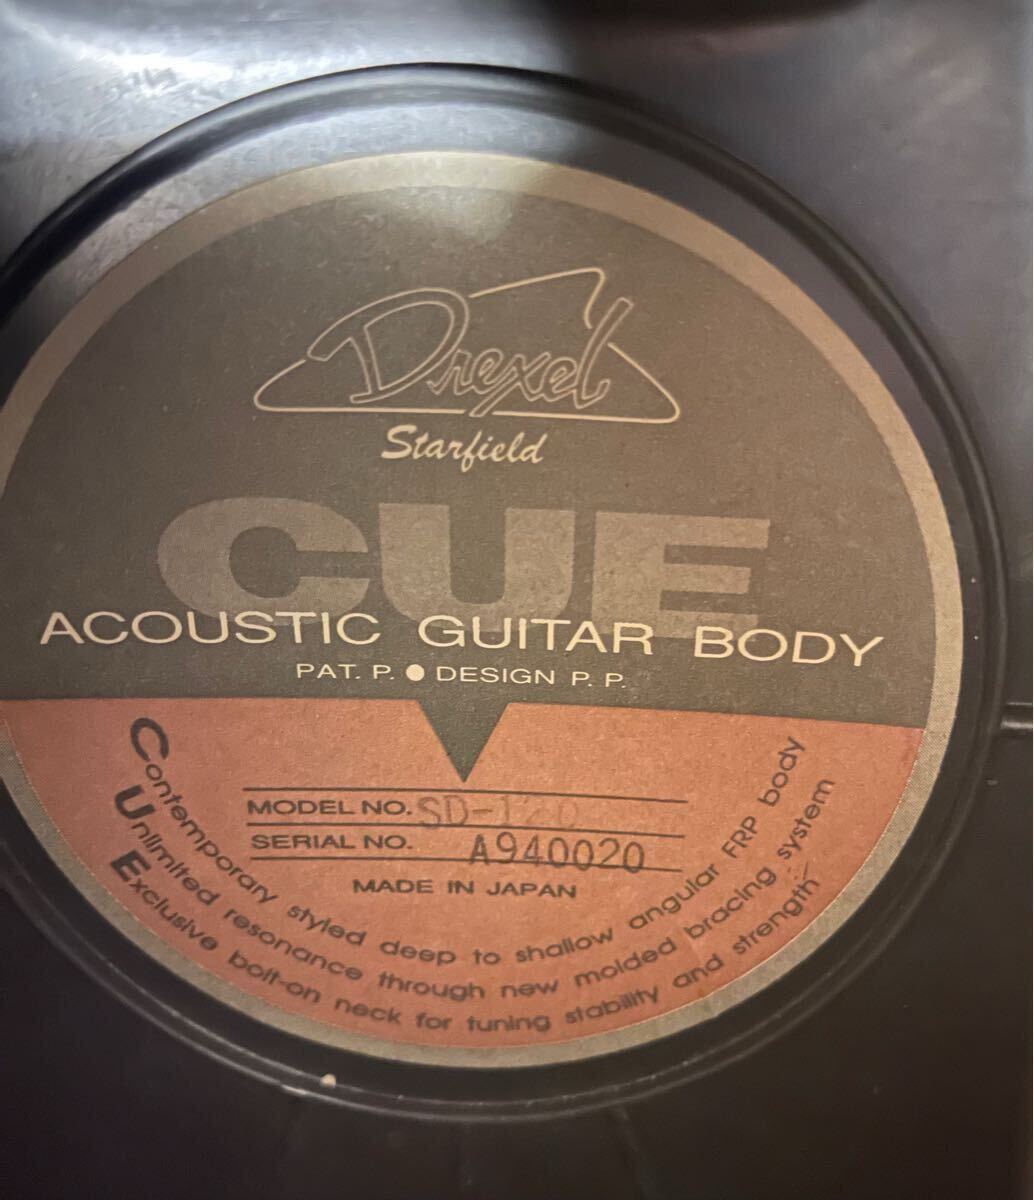 Drexel
Starfield
CUE
ACOUSTIC GUITAR BODY
PAT. P. ● DESIGN P. P.
MODEL NO. SD-120
SERIAL NO. A940020
MADE IN JAPAN
Contemporary styled deep to shallow angular FRP body
Unlimited resonance through new molded bracing system
Exclusive bolt-on neck for tuning stability and strength